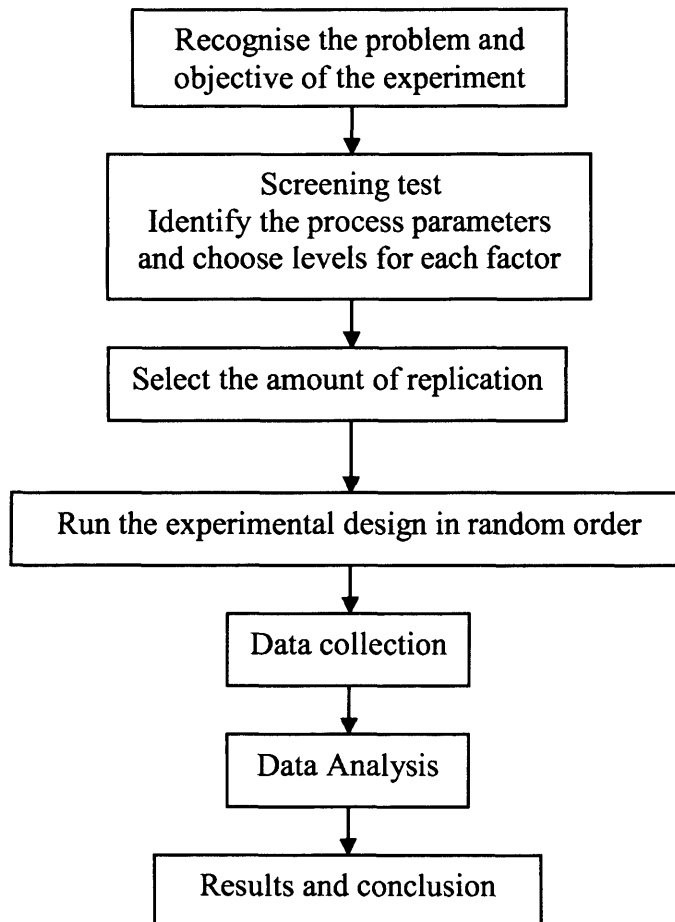 Recognise the problem and
objective of the experiment
Screening test
Identify the process parameters
and choose levels for each factor
Select the amount of replication
Run the experimental design in random order
Data collection
Data Analysis
Results and conclusion